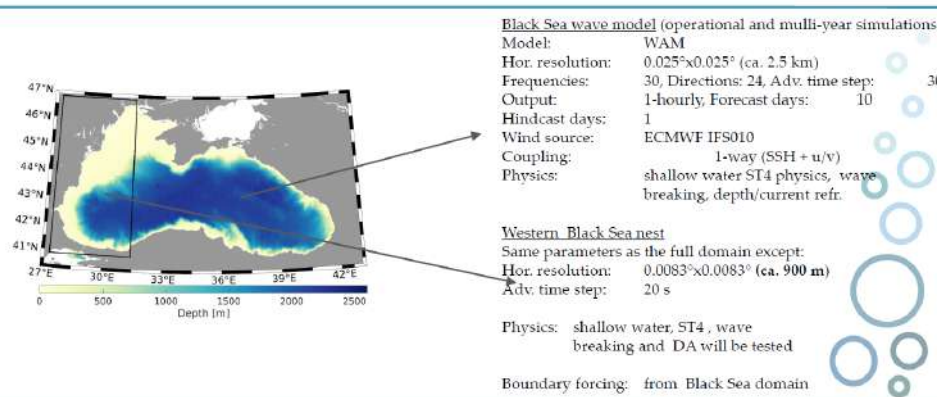 Black Sea wave model (operational and mulli-year simulations
Model: WAM
Hor. resolution: 0.025°x0.025° (ca. 2.5 km)
Frequencies: 30, Directions: 24, Adv. time step: 30
Output: 1-hourly, Forecast days: 10
Hindcast days: 1
Wind source: ECMWF IFS010
Coupling: 1-way (SSH + u/v)
Physics: shallow water ST4 physics, wave
breaking, depth/current refr.
Western Black Sea nest
Same parameters as the full domain except:
Hor. resolution: 0.0083°x0.0083° (ca. 900 m)
Adv. time step: 20 s
Physics: shallow water, ST4 , wave
breaking and DA will be tested
Boundary forcing: from Black Sea domain
47°N
46°N
45°N
44°N
43°N
42°N
41°N
27°E 30°E 33°E 36°E 39°E 42°E
0 500 1000 1500 2000 2500
Depth [m]